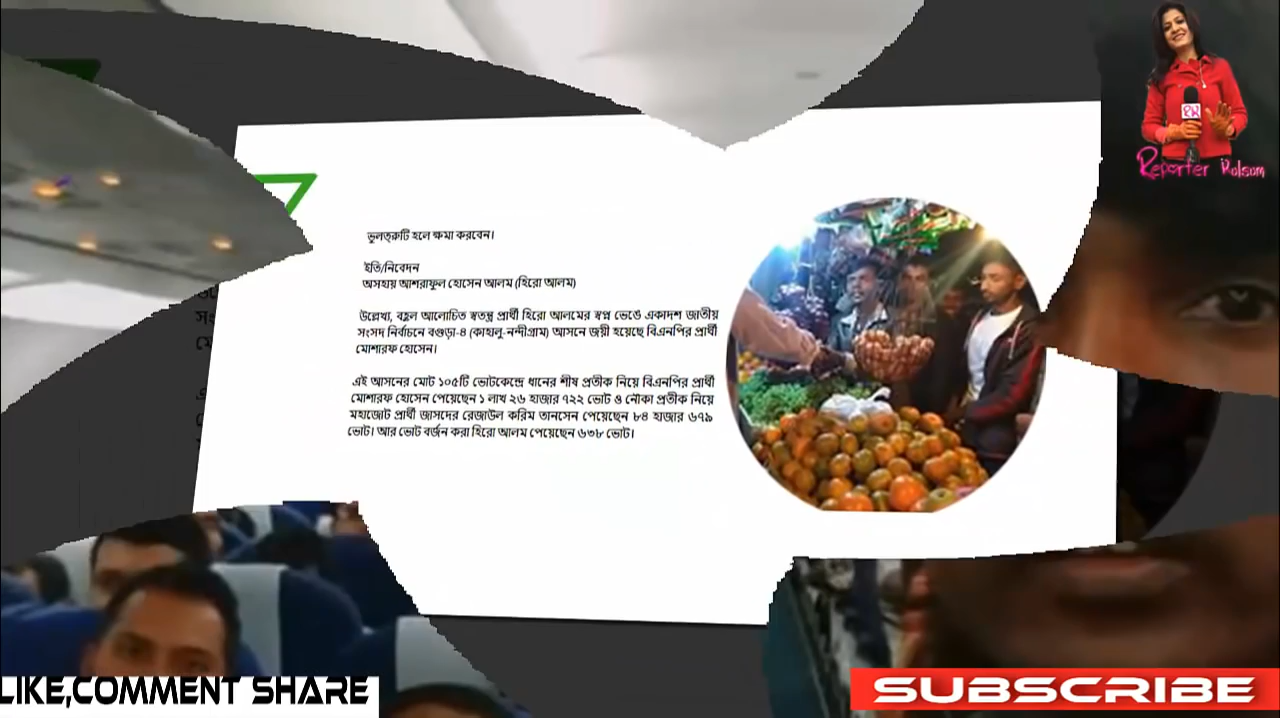 RK
Reporter Kulsom
ভুলত্রুটি হলে ক্ষমা করবেন।
ইতি/নিবেদন
অসহায় আশরাফুল হোসেন আলম (হিরো আলম)
উল্লেখ্য, বহুল আলোচিত স্বতন্ত্র প্রার্থী হিরো আলমের স্বপ্ন ভেঙে একাদশ জাতীয়
সংসদ নির্বাচনে বগুড়া-৪ (কাহালু-নন্দীগ্রাম) আসনে জয়ী হয়েছে বিএনপির প্রার্থী
মোশারফ হোসেন।
এই আসনের মোট ১০৫টি ভোটকেন্দ্রে ধানের শীষ প্রতীক নিয়ে বিএনপির প্রার্থী
মোশারফ হোসেন পেয়েছেন ১ লাখ ২৬ হাজার ৭২২ ভোট ও নৌকা প্রতীক নিয়ে
মহাজোট প্রার্থী জাসদের রেজাউল করিম তানসেন পেয়েছেন ৮৪ হাজার ৬৭৯
ভোট। আর ভোট বর্জন করা হিরো আলম পেয়েছেন ৬৩৮ ভোট।
LIKE,COMMENT SHARE
SUBSCRIBE